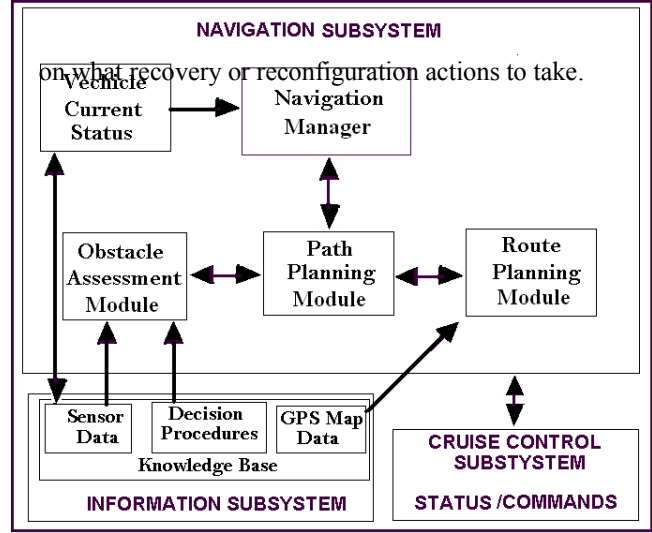 NAVIGATION SUBSYSTEM
on what recovery or reconfiguration actions to take.
Vechicle
Current
Status
Navigation
Manager
Obstacle
Assessment
Module
Path
Planning
Module
Route
Planning
Module
Sensor
Data
Decision
Procedures
GPS Map
Data
Knowledge Base
INFORMATION SUBSYSTEM
CRUISE CONTROL
SUBSTYSTEM
STATUS /COMMANDS